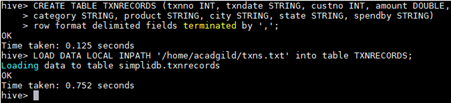 hive> CREATE TABLE TXNRECORDS (txnno INT, txndate STRING, custno INT, amount DOUBLE,
> category STRING, product STRING, city STRING, state STRING, spendby STRING)
> row format delimited fields terminated by ',';
OK
Time taken: 0.125 seconds
hive> LOAD DATA LOCAL INPATH '/home/acadgild/txns.txt' into table TXNRECORDS;
Loading data to table simplidb.txnrecords
OK
Time taken: 0.752 seconds
hive>